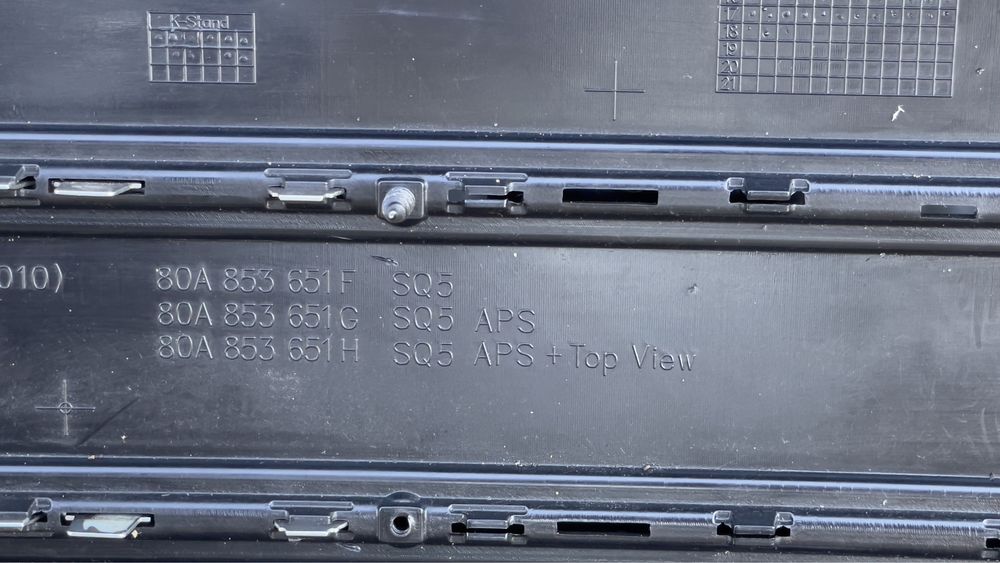 K-Stand
17
18
19
20
21
010)
80A 853 651 F SQ5
80A 853 651 G SQ5 APS
80A 853 651 H SQ5 APS + Top View